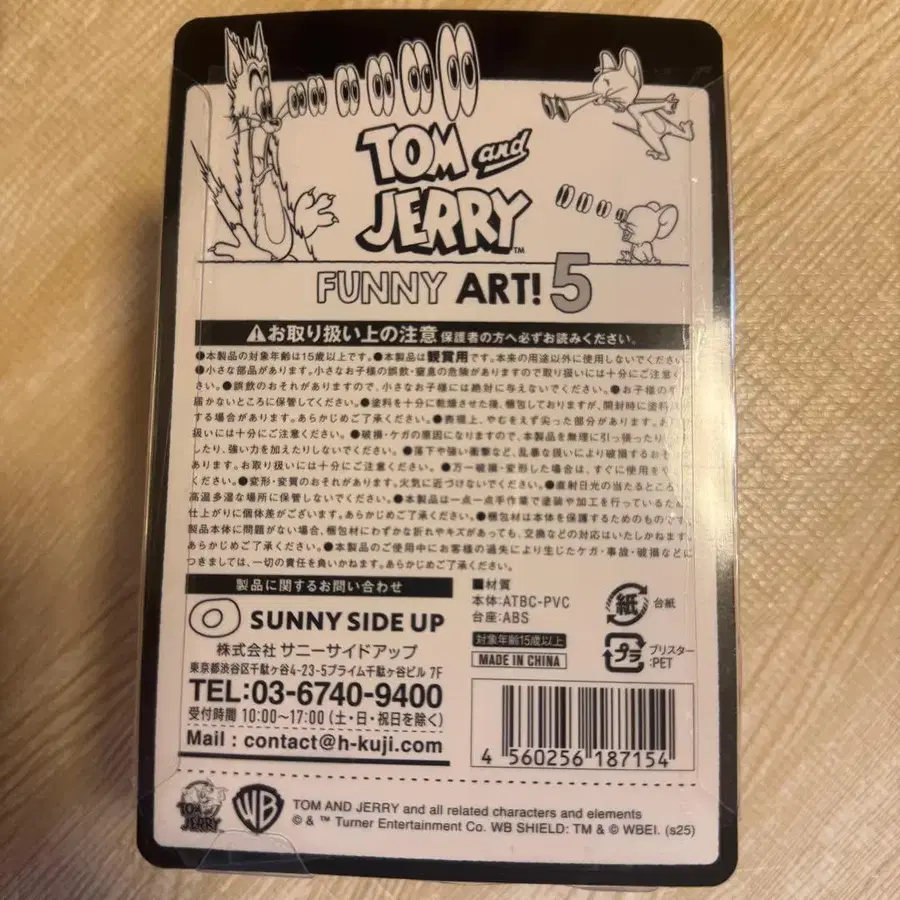 TOM and
JERRY™
FUNNY ART! 5
⚠お取り扱い上の注意 保護者の方へ必ずお読みください。
●本製品の対象年齢は15歳以上です。●本製品は観賞用です。本来の用途以外に使用しないでください
●小さな部品があります。小さなお子様の誤飲・窒息の危険がありますので取り扱いには十分にご注意く
さい。●誤飲のおそれがありますので、小さなお子様には絶対に与えないでください。●お子様の手
届かないところに保管してください。●塗料を十分に乾燥させた後、梱包しておりますが、開封時に塗料
する場合があります。あらかじめご了承ください。●表現上、やむをえず尖った部分があります。お
扱いには十分にご注意ください。●破損・ケガの原因になりますので、本製品を無理に引っ張ったり
したり、強い力を加えたりしないでください。●落下や強い衝撃など、乱暴な扱いにより破損するおそ
あります。お取り扱いには十分にご注意ください。●万一破損・変形した場合は、すぐに使用をや
い。●変形・変質のおそれがあります。火気に近づけないでください。●直射日光の当たるところ
高温多湿な場所に保管しないでください。●本製品は一点一点手作業で塗装や加工を行っているため
仕上がりに個体差がございます。あらかじめご了承ください。●梱包材は本体を保護するためのものです
製品本体に問題がない場合、梱包材にわずかな折れやキズがあっても、交換などの対応はいたしかねます。
あらかじめご了承ください。●本製品のご使用中にお客様の過失により生じたケガ・事故・破損などに
つきましては、一切の責任を負いかねます。あらかじめご了承ください。
製品に関するお問い合わせ
SUNNY SIDE UP
株式会社 サニーサイドアップ
東京都渋谷区千駄ヶ谷4-23-5プライム千駄ヶ谷ビル 7F
TEL:03-6740-9400
受付時間 10:00〜17:00 (土・日・祝日を除く)
Mail : contact@h-kuji.com
■材質
本体:ATBC-PVC
台座:ABS
対象年齢15歳以上
MADE IN CHINA
紙
台紙
プラ
ブリスター
:PET
4 560256 187154
TOM and
JERRY
WB
TOM AND JERRY and all related characters and elements
© & ™ Turner Entertainment Co. WB SHIELD: TM & © WBEI. (s25)